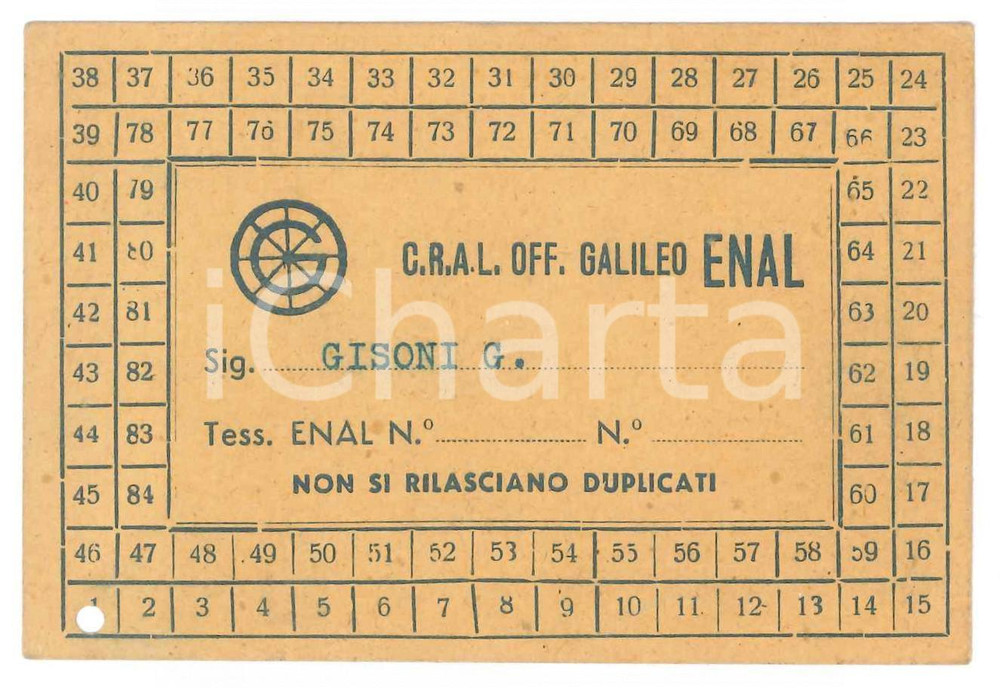 38 37 36 35 34 33 32 31 30 29 28 27 26 25 24
39 78 77 76 75 74 73 72 71 70 69 68 67 66 23
40 79 65 22
CG C.R.A.L. OFF. GALILEO ENAL
41 80 64 21
42 81 63 20
iCharta
Sig. GISONI G.
43 82 62 19
Tess. ENAL N.º N.º
44 83 61 18
NON SI RILASCIANO DUPLICATI
45 84 60 17
46 47 48 49 50 51 52 53 54 55 56 57 58 59 16
1 2 3 4 5 6 7 8 9 10 11 12 13 14 15